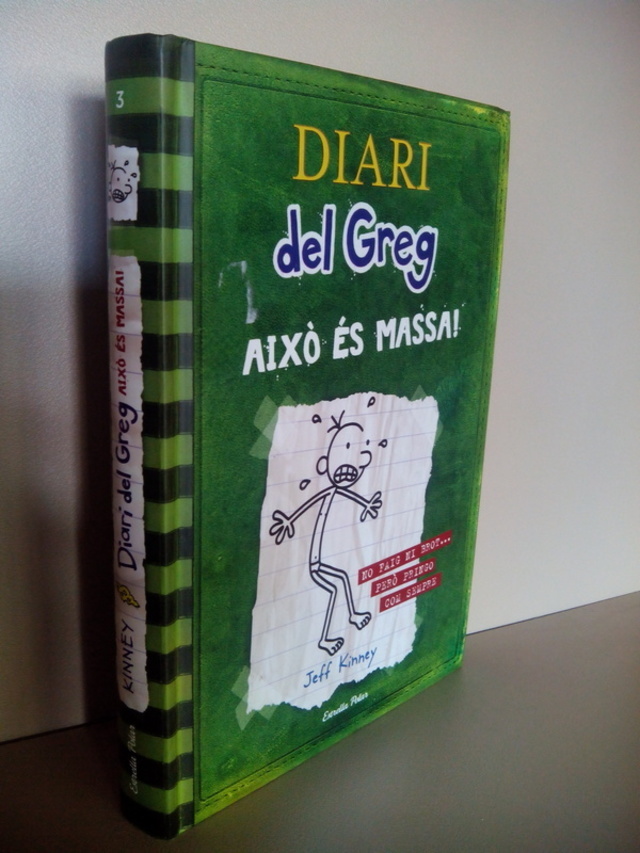 3
KINNEY Diari del Greg AIXÒ ÉS MASSA!
Estrella Polar
DIARI
del Greg
AIXÒ ÉS MASSA!
NO FAIG NI BROT...
PERÒ PRINGO
COM SEMPRE
Jeff Kinney
Estrella Polar